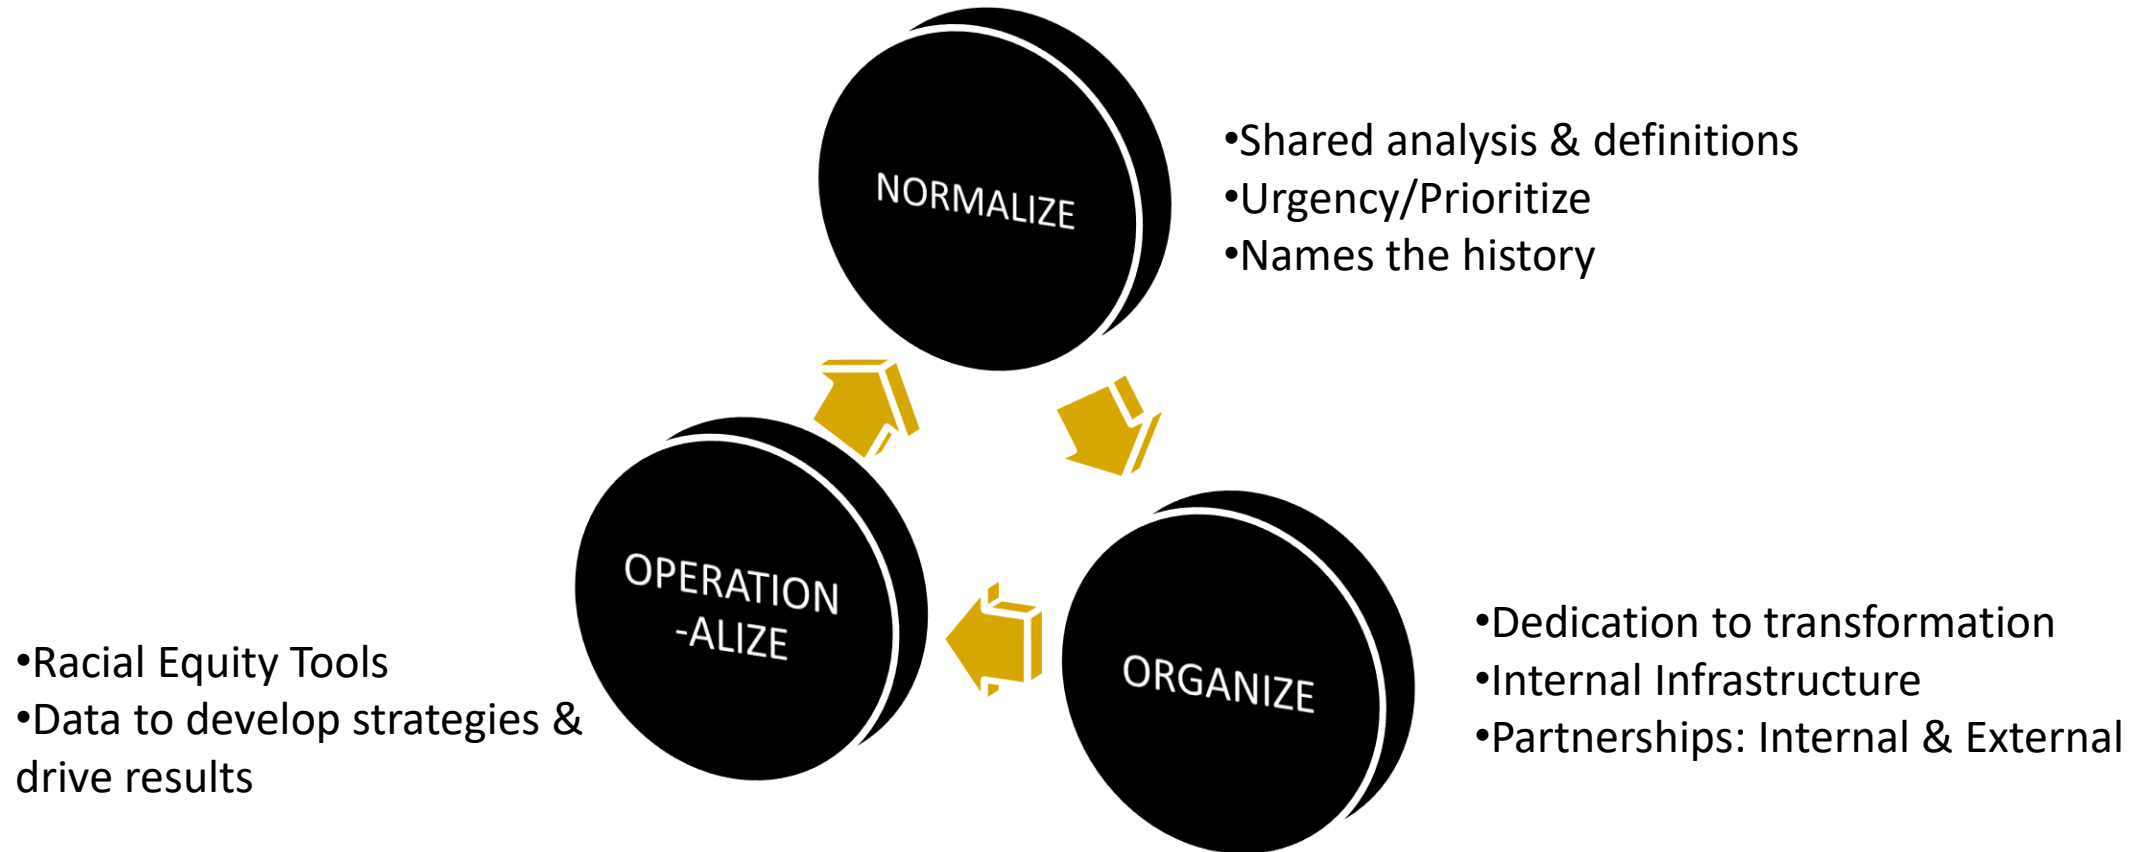 NORMALIZE
•Shared analysis & definitions
•Urgency/Prioritize
•Names the history
OPERATION
-ALIZE
•Racial Equity Tools
•Data to develop strategies &
drive results
ORGANIZE
•Dedication to transformation
•Internal Infrastructure
•Partnerships: Internal & External